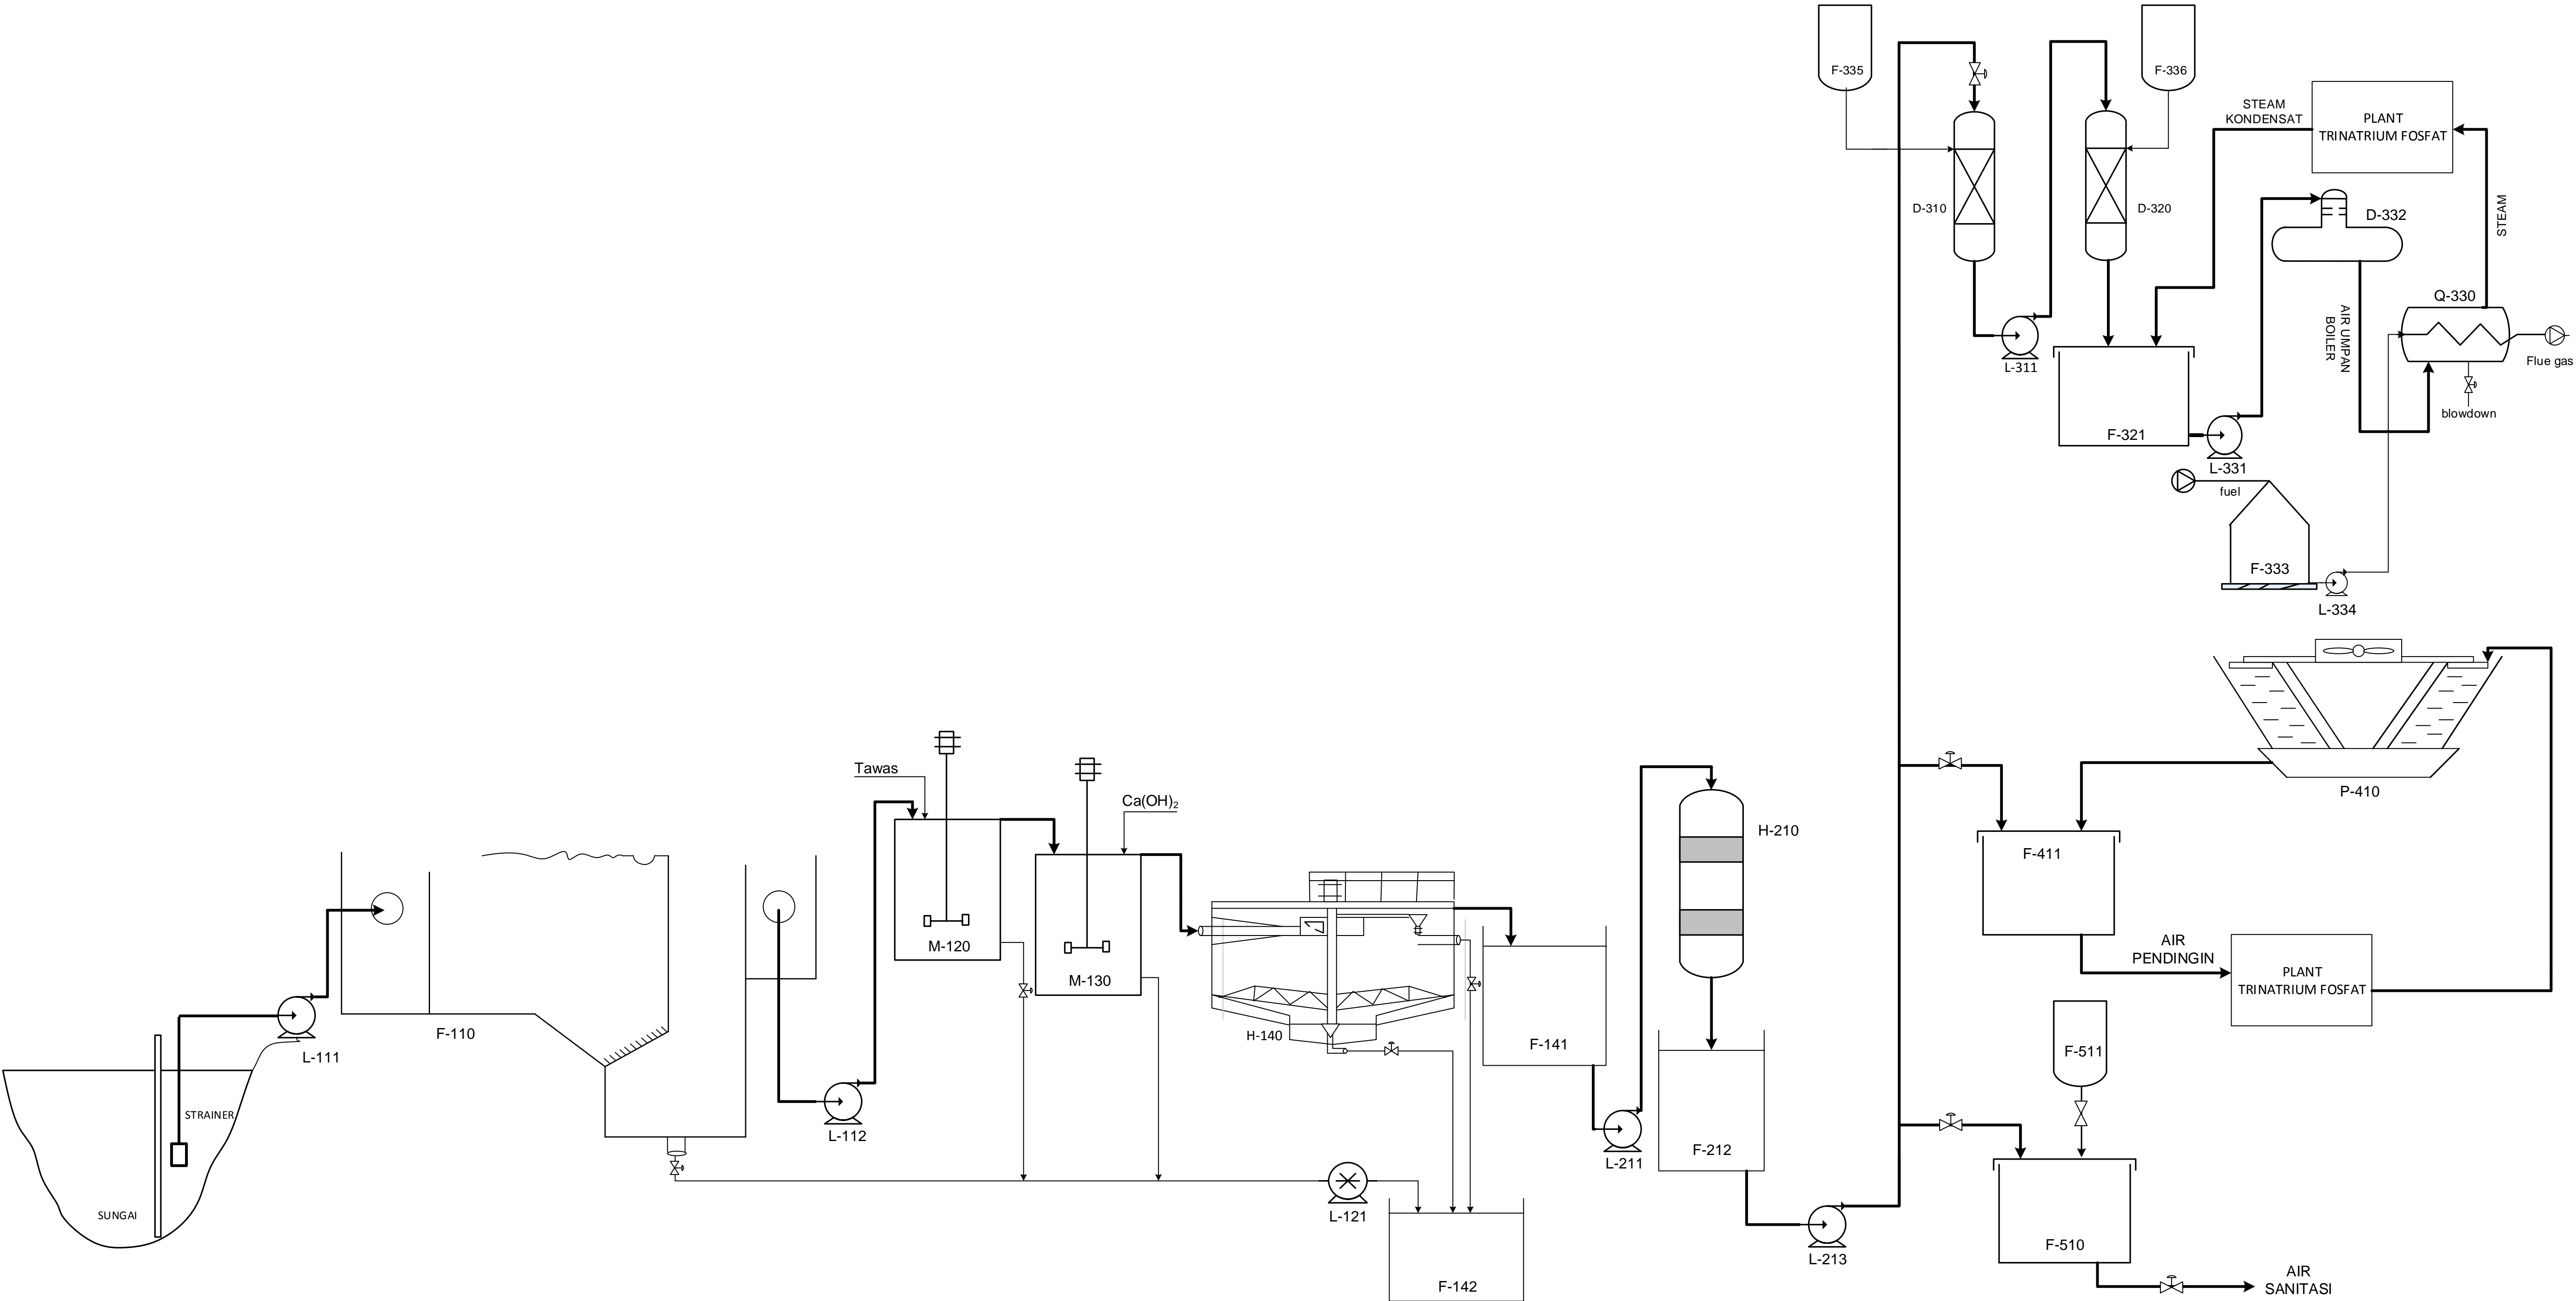 F-335
F-336
STEAM
KONDENSAT
PLANT
TRINATRIUM FOSFAT
D-310
D-320
D-332
STEAM
Q-330
AIR UMPAN
BOILER
Flue gas
L-311
blowdown
F-321
L-331
fuel
F-333
L-334
P-410
Tawas
Ca(OH)₂
H-210
F-411
M-120
M-130
AIR
PENDINGIN
PLANT
TRINATRIUM FOSFAT
F-110
L-111
H-140
F-141
F-511
STRAINER
L-112
L-211
F-212
SUNGAI
L-121
F-510
L-213
F-142
AIR
SANITASI